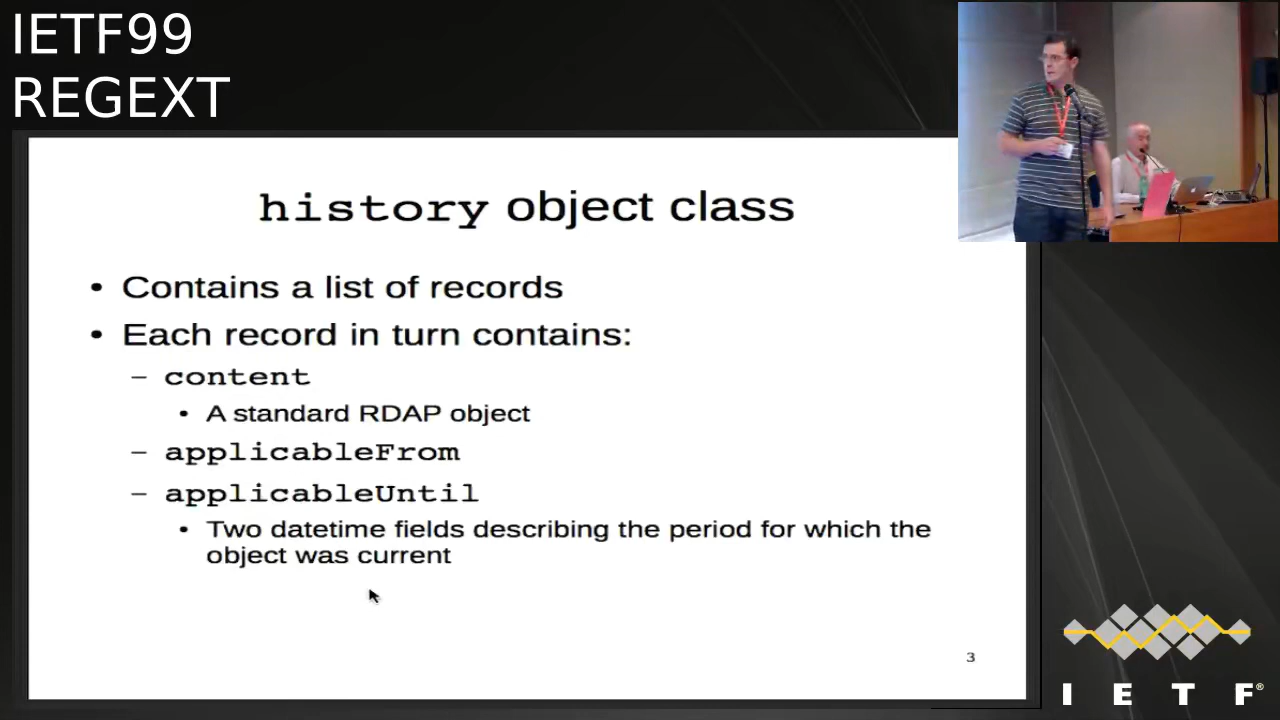 IETF99
REGEXT
history object class
• Contains a list of records
• Each record in turn contains:
– content
• A standard RDAP object
– applicableFrom
– applicableUntil
• Two datetime fields describing the period for which the
object was current
3
I E T F®